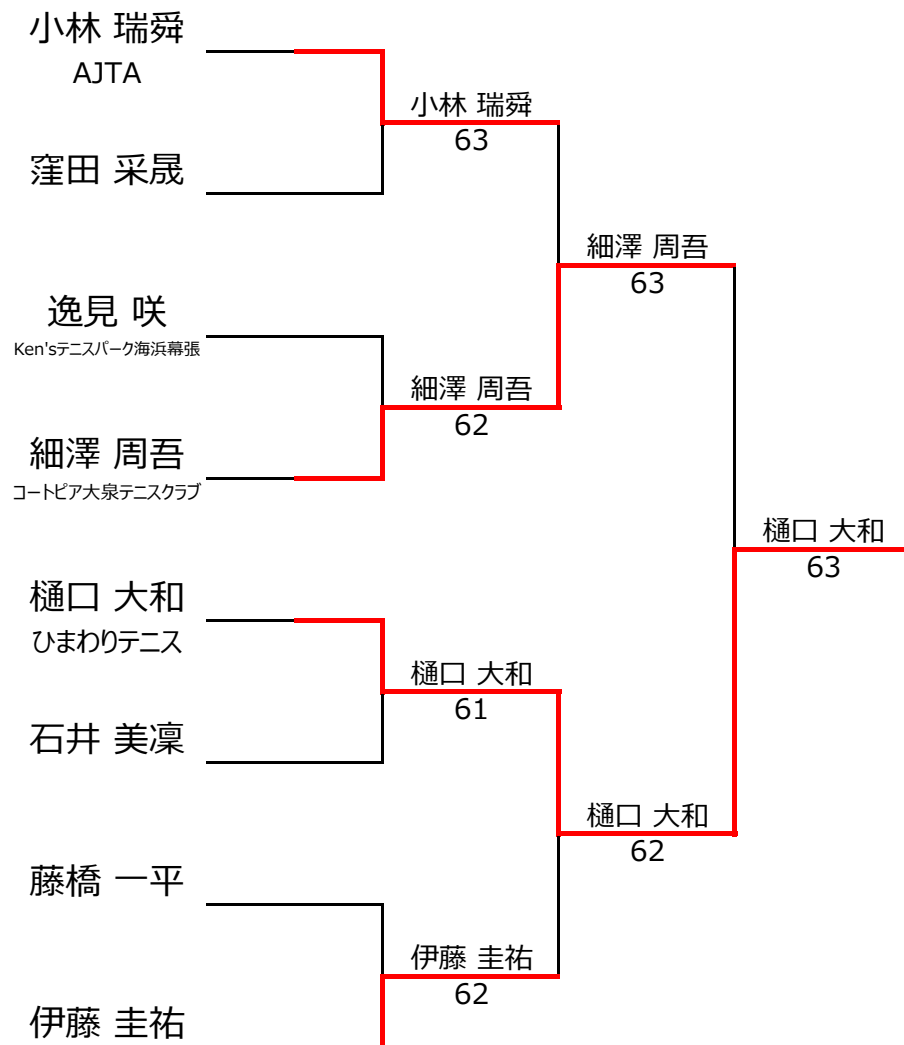 小林 瑞舜
AJTA
小林 瑞舜
63
窪田 采晟
細澤 周吾
63
逸見 咲
Ken'sテニスパーク海浜幕張
細澤 周吾
62
細澤 周吾
コートピア大泉テニスクラブ
樋口 大和
63
樋口 大和
ひまわりテニス
樋口 大和
61
石井 美凜
樋口 大和
62
藤橋 一平
伊藤 圭祐
62
伊藤 圭祐